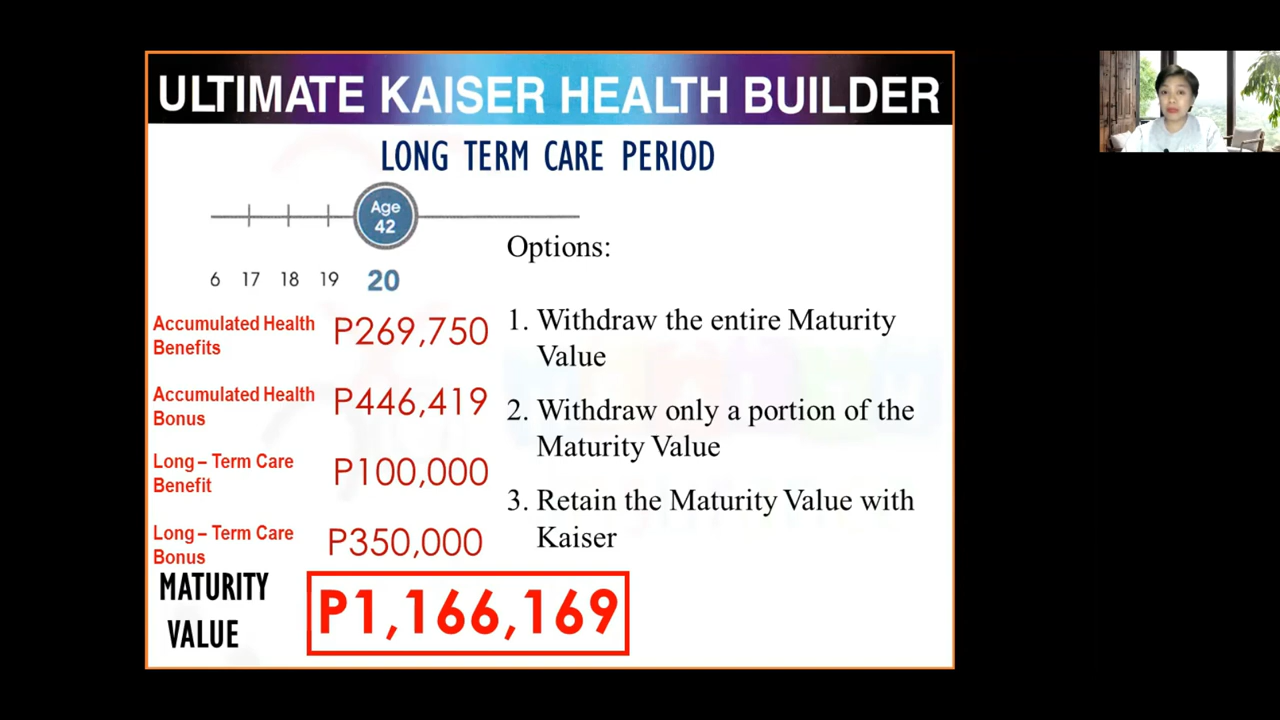 ULTIMATE KAISER HEALTH BUILDER
LONG TERM CARE PERIOD
Age
42
6 17 18 19 20
Accumulated Health
Benefits
P269,750
Accumulated Health
Bonus
P446,419
Long – Term Care
Benefit
P100,000
Long – Term Care
Bonus
P350,000
MATURITY
VALUE
P1,166,169
Options:
1. Withdraw the entire Maturity
Value
2. Withdraw only a portion of the
Maturity Value
3. Retain the Maturity Value with
Kaiser